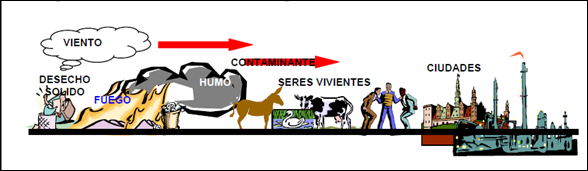 VIENTO
DESECHO
SOLIDO
FUEGO
HUMO
CONTAMINANTE
SERES VIVIENTES
CIUDADES